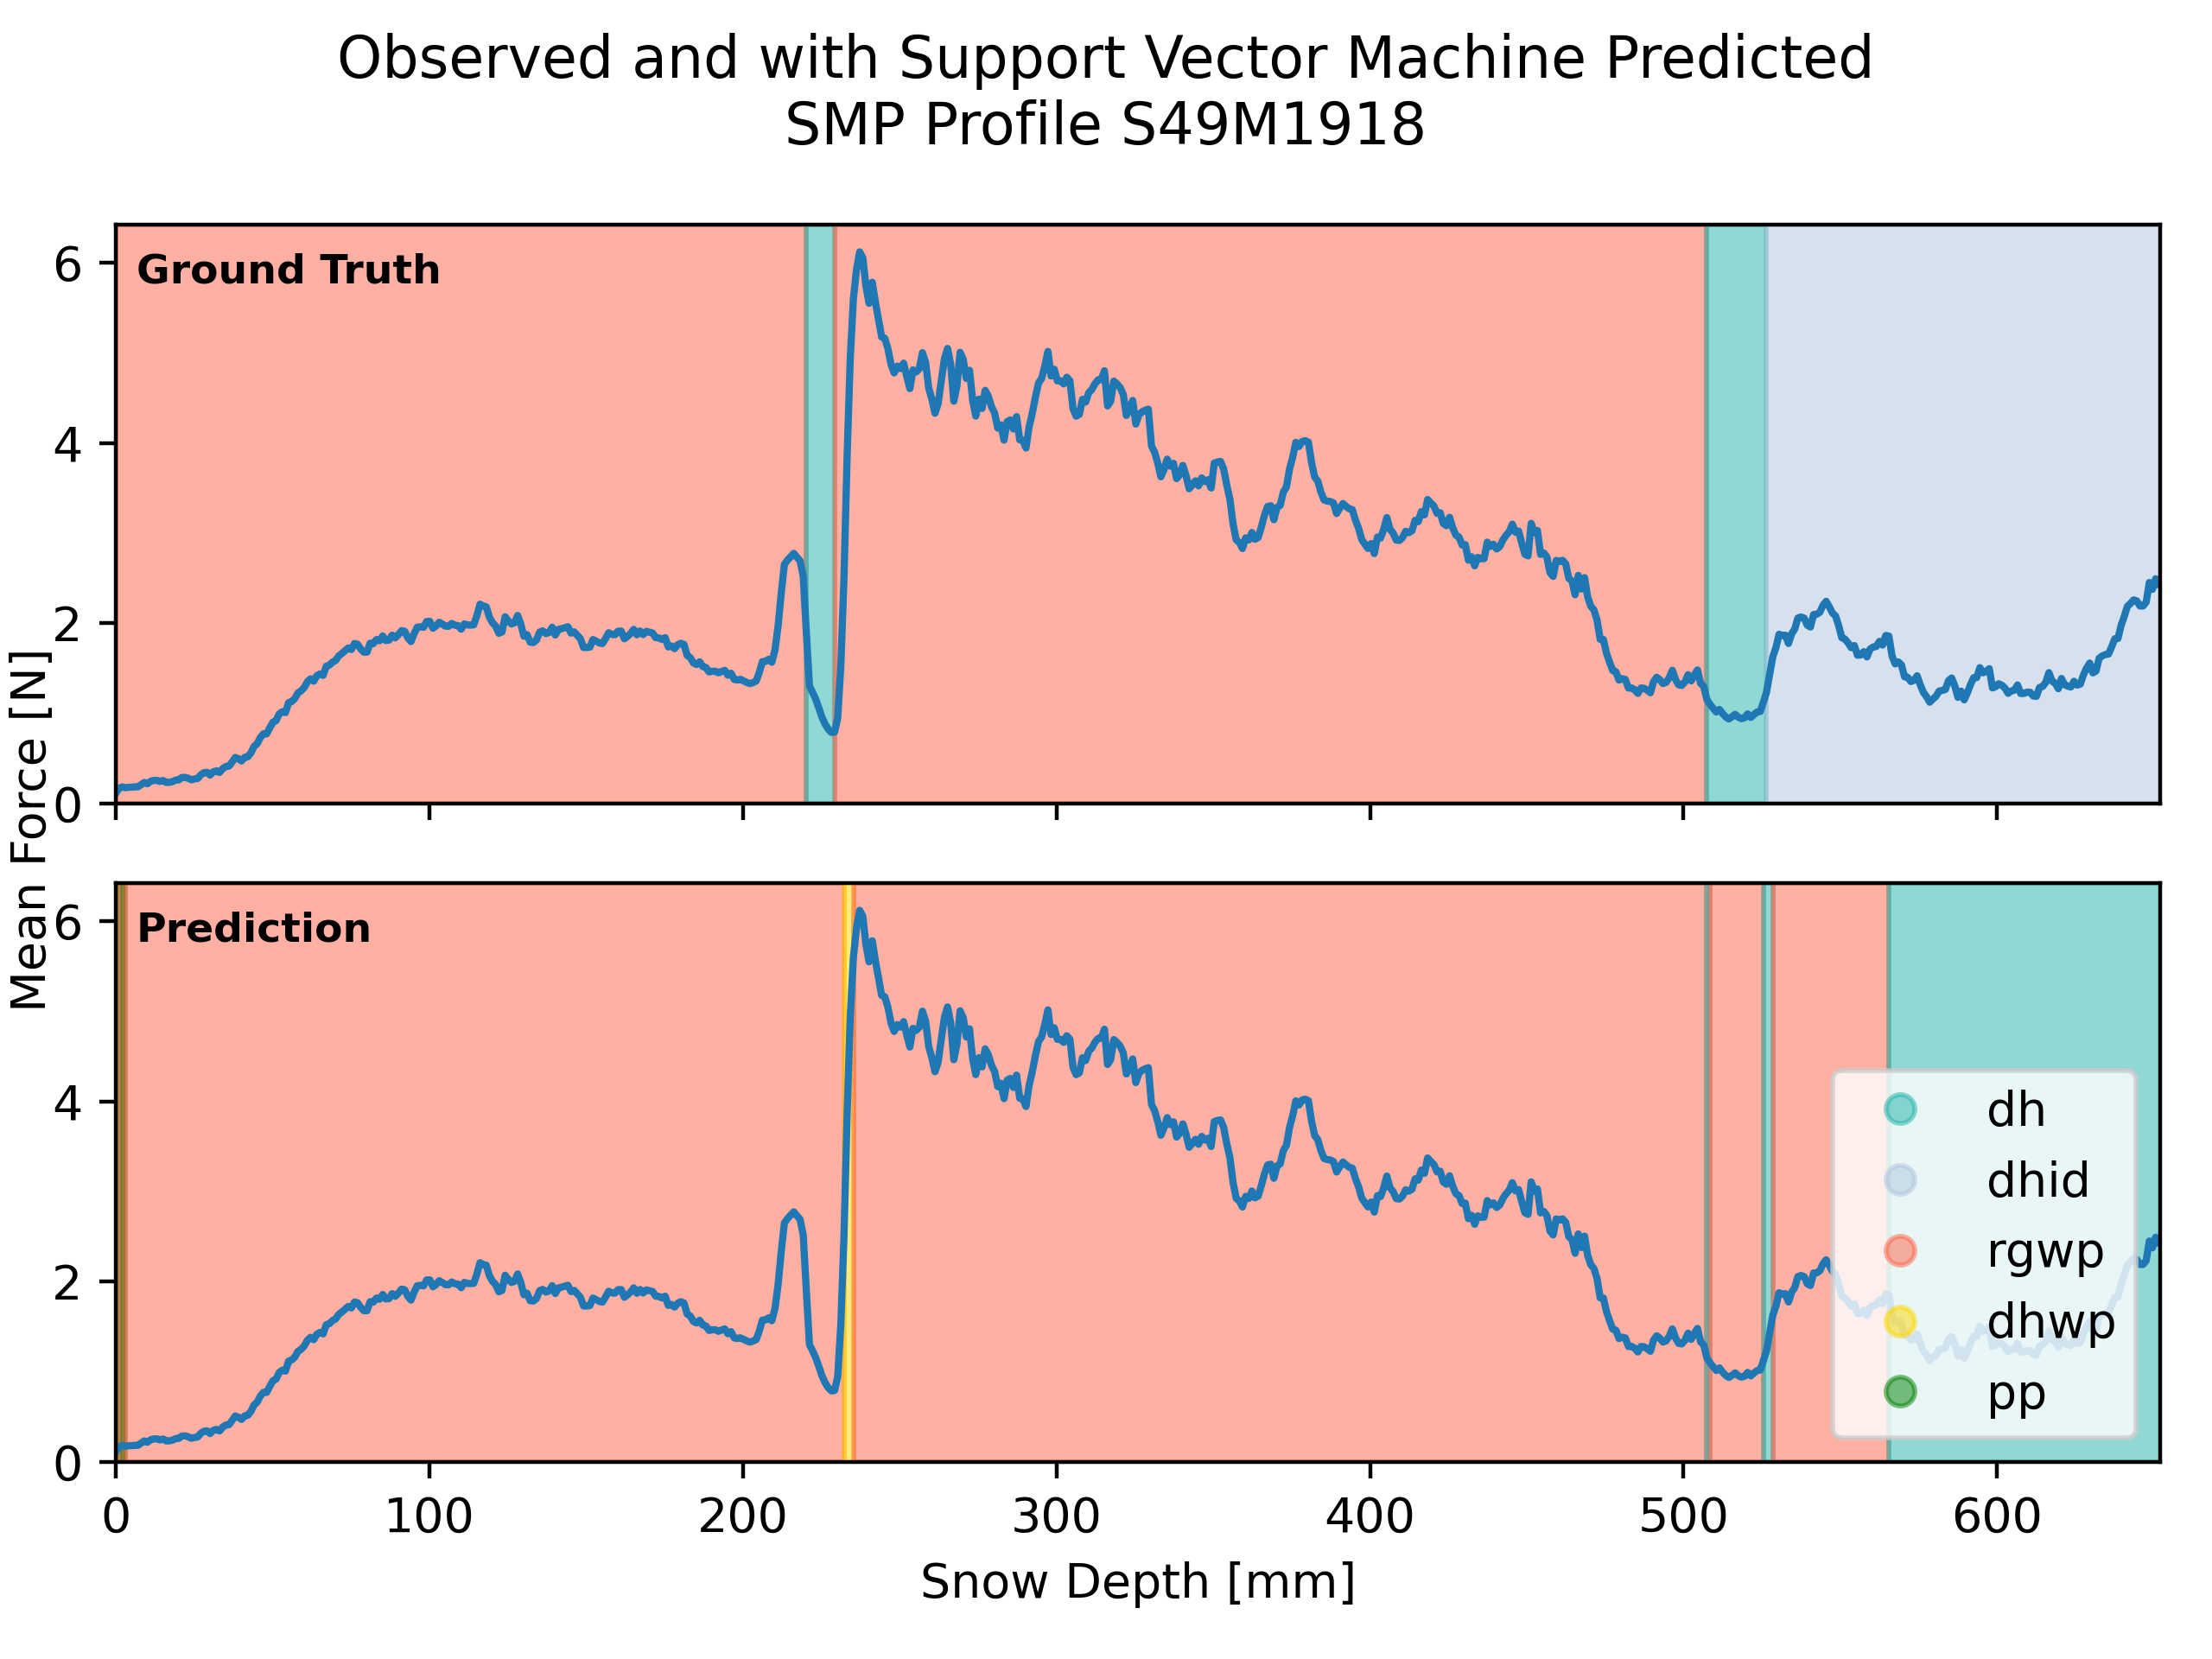 Observed and with Support Vector Machine Predicted
SMP Profile S49M1918
Mean Force [N]
6
4
2
0
Ground Truth
6
4
2
0
Prediction
dh
dhid
rgwp
dhwp
pp
0 100 200 300 400 500 600
Snow Depth [mm]